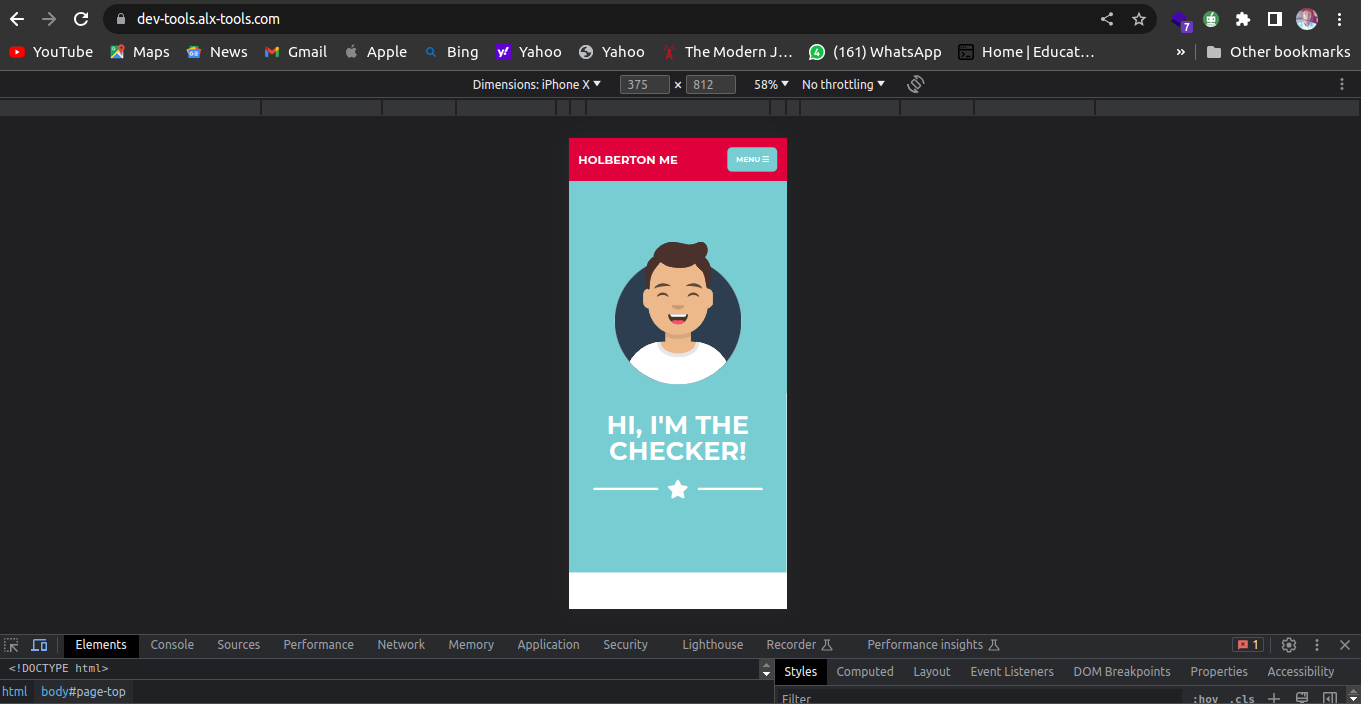 dev-tools.alx-tools.com
7
YouTube Maps News Gmail Apple Bing Yahoo Yahoo The Modern J... (161) WhatsApp Home | Educat... » Other bookmarks
Dimensions: iPhone X 375 × 812 58% No throttling
HOLBERTON ME MENU
HI, I'M THE
CHECKER!
Elements Console Sources Performance Network Memory Application Security Lighthouse Recorder Performance insights 1
<!DOCTYPE html>
Styles Computed Layout Event Listeners DOM Breakpoints Properties Accessibility
html body#page-top
Filter :hov .cls